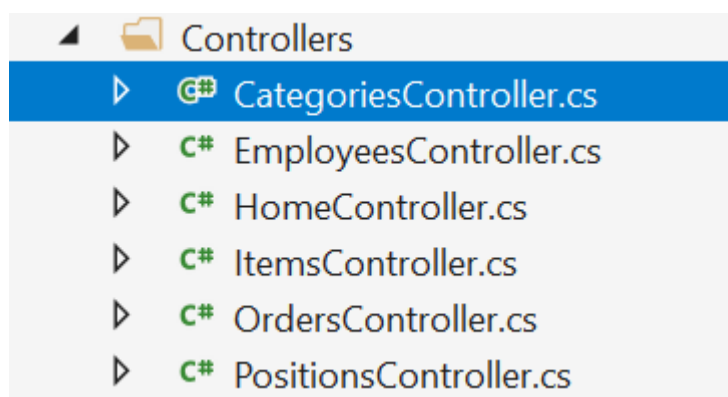 Controllers
C# CategoriesController.cs
C# EmployeesController.cs
C# HomeController.cs
C# ItemsController.cs
C# OrdersController.cs
C# PositionsController.cs